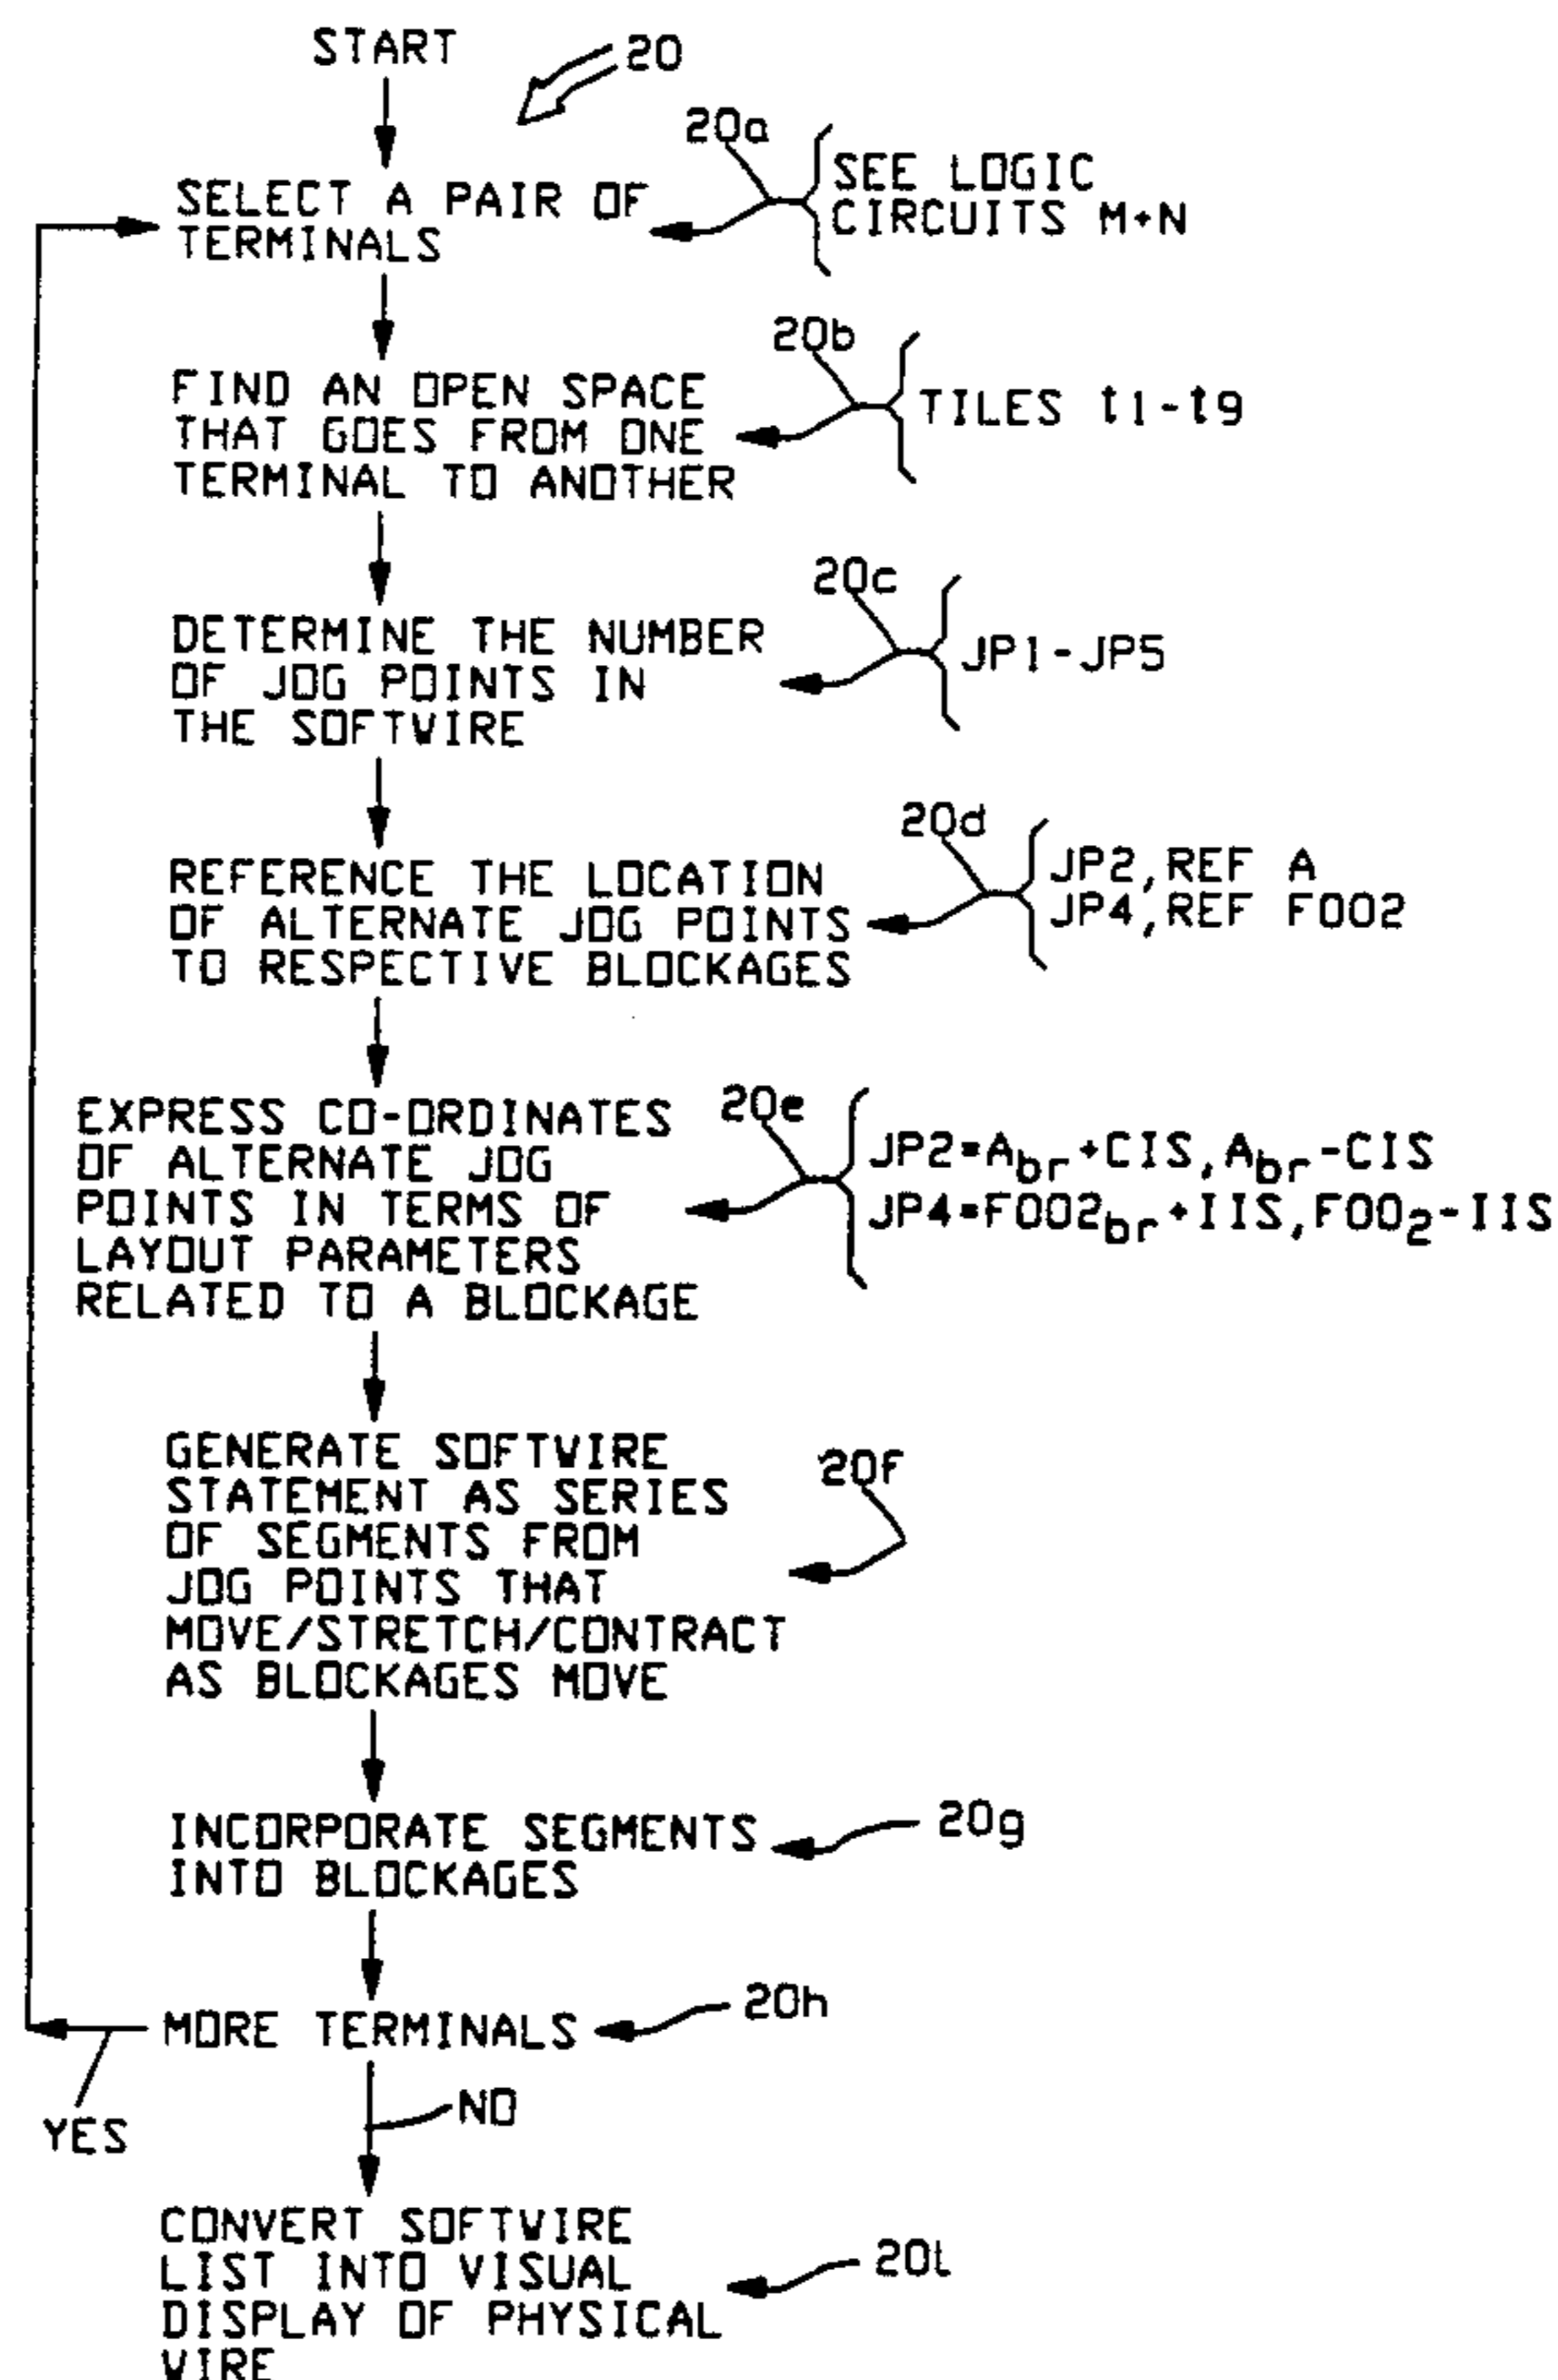 START
20
20a
SELECT A PAIR OF
TERMINALS
SEE LOGIC
CIRCUITS M+N
20b
FIND AN OPEN SPACE
THAT GOES FROM ONE
TERMINAL TO ANOTHER
TILES t1-t9
20c
DETERMINE THE NUMBER
OF JOG POINTS IN
THE SOFTWIRE
JP1-JP5
20d
REFERENCE THE LOCATION
OF ALTERNATE JOG POINTS
TO RESPECTIVE BLOCKAGES
JP2,REF A
JP4,REF FOO2
20e
EXPRESS CO-ORDINATES
OF ALTERNATE JOG
POINTS IN TERMS OF
LAYOUT PARAMETERS
RELATED TO A BLOCKAGE
JP2=Abr+CIS,Abr-CIS
JP4=FOO2br+IIS,FOO2-IIS
20f
GENERATE SOFTWIRE
STATEMENT AS SERIES
OF SEGMENTS FROM
JOG POINTS THAT
MOVE/STRETCH/CONTRACT
AS BLOCKAGES MOVE
20g
INCORPORATE SEGMENTS
INTO BLOCKAGES
20h
MORE TERMINALS
YES
NO
20i
CONVERT SOFTWIRE
LIST INTO VISUAL
DISPLAY OF PHYSICAL
WIRE